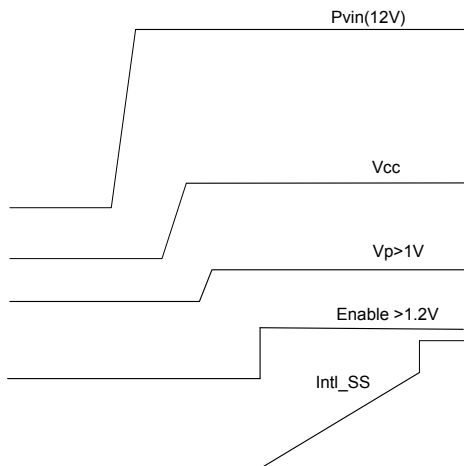 Pvin(12V)
Vcc
Vp>1V
Enable >1.2V
Intl_SS